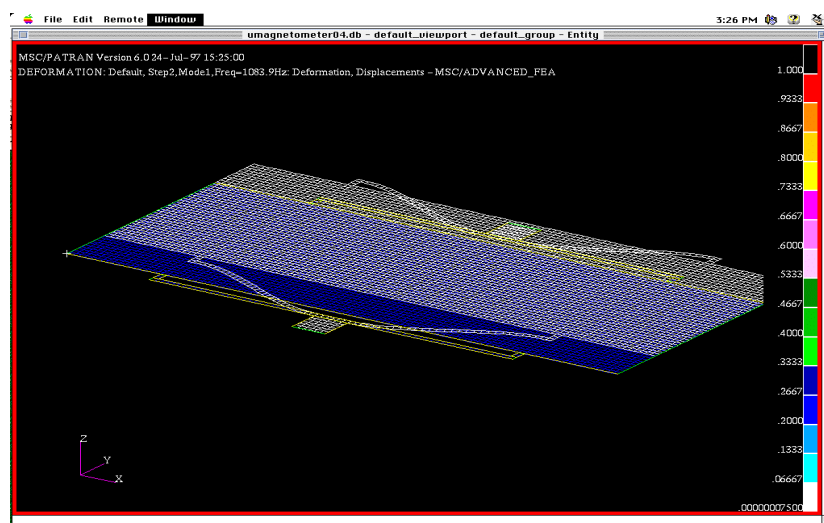 File Edit Remote Window 3:26 PM
umagnetometer04.db - default_viewport - default_group - Entity
MSC/PATRAN Version 6.0 24-Jul-97 15:25:00
DEFORMATION: Default, Step2,Mode1,Freq=1083.9Hz: Deformation, Displacements -MSC/ADVANCED_FEA
1.000
.9333
.8667
.8000
.7333
.6667
.6000
.5333
.4667
.4000
.3333
.2667
.2000
.1333
.06667
.00000007500
Z
Y
X